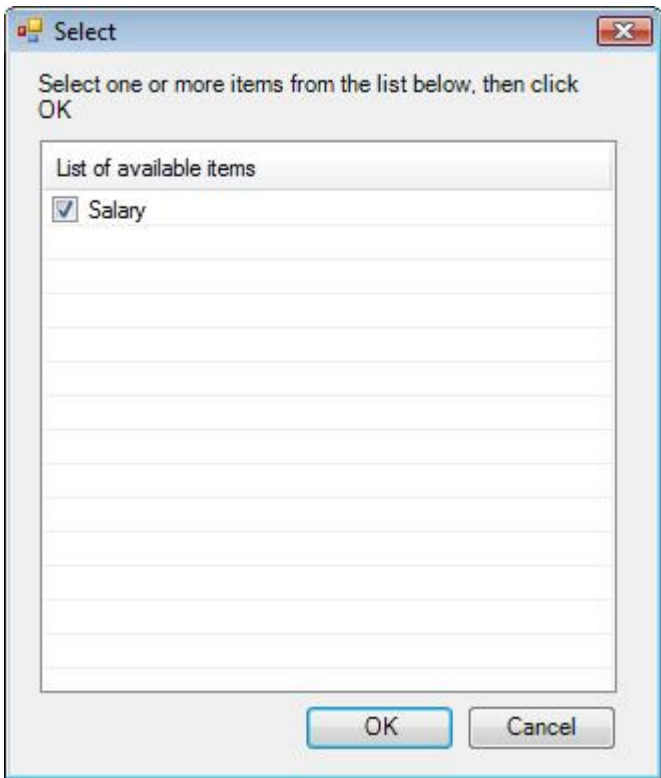 Select
Select one or more items from the list below, then click
OK
List of available items
Salary
OK
Cancel